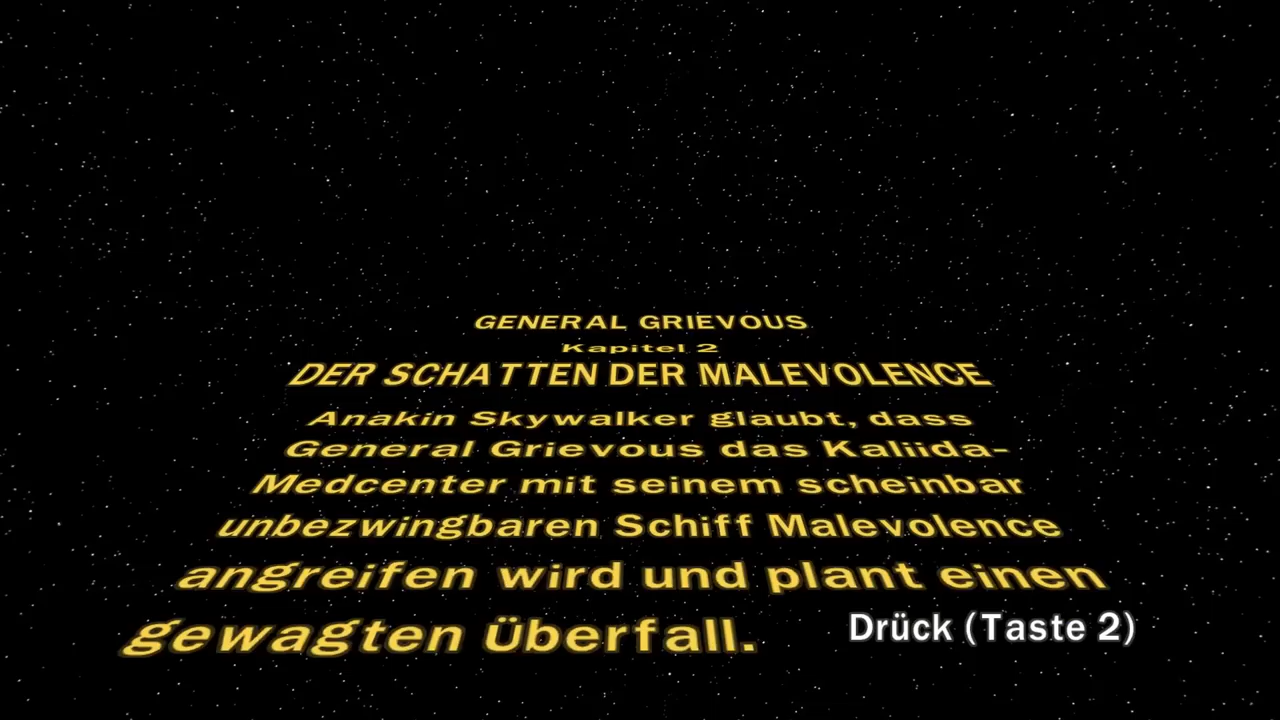 GENERAL GRIEVOUS
Kapitel 2
DER SCHATTEN DER MALEVOLENCE
Anakin Skywalker glaubt, dass
General Grievous das Kaliida-
Medcenter mit seinem scheinbar
unbezwingbaren Schiff Malevolence
angreifen wird und plant einen
gewagten Überfall.
Drück (Taste 2)